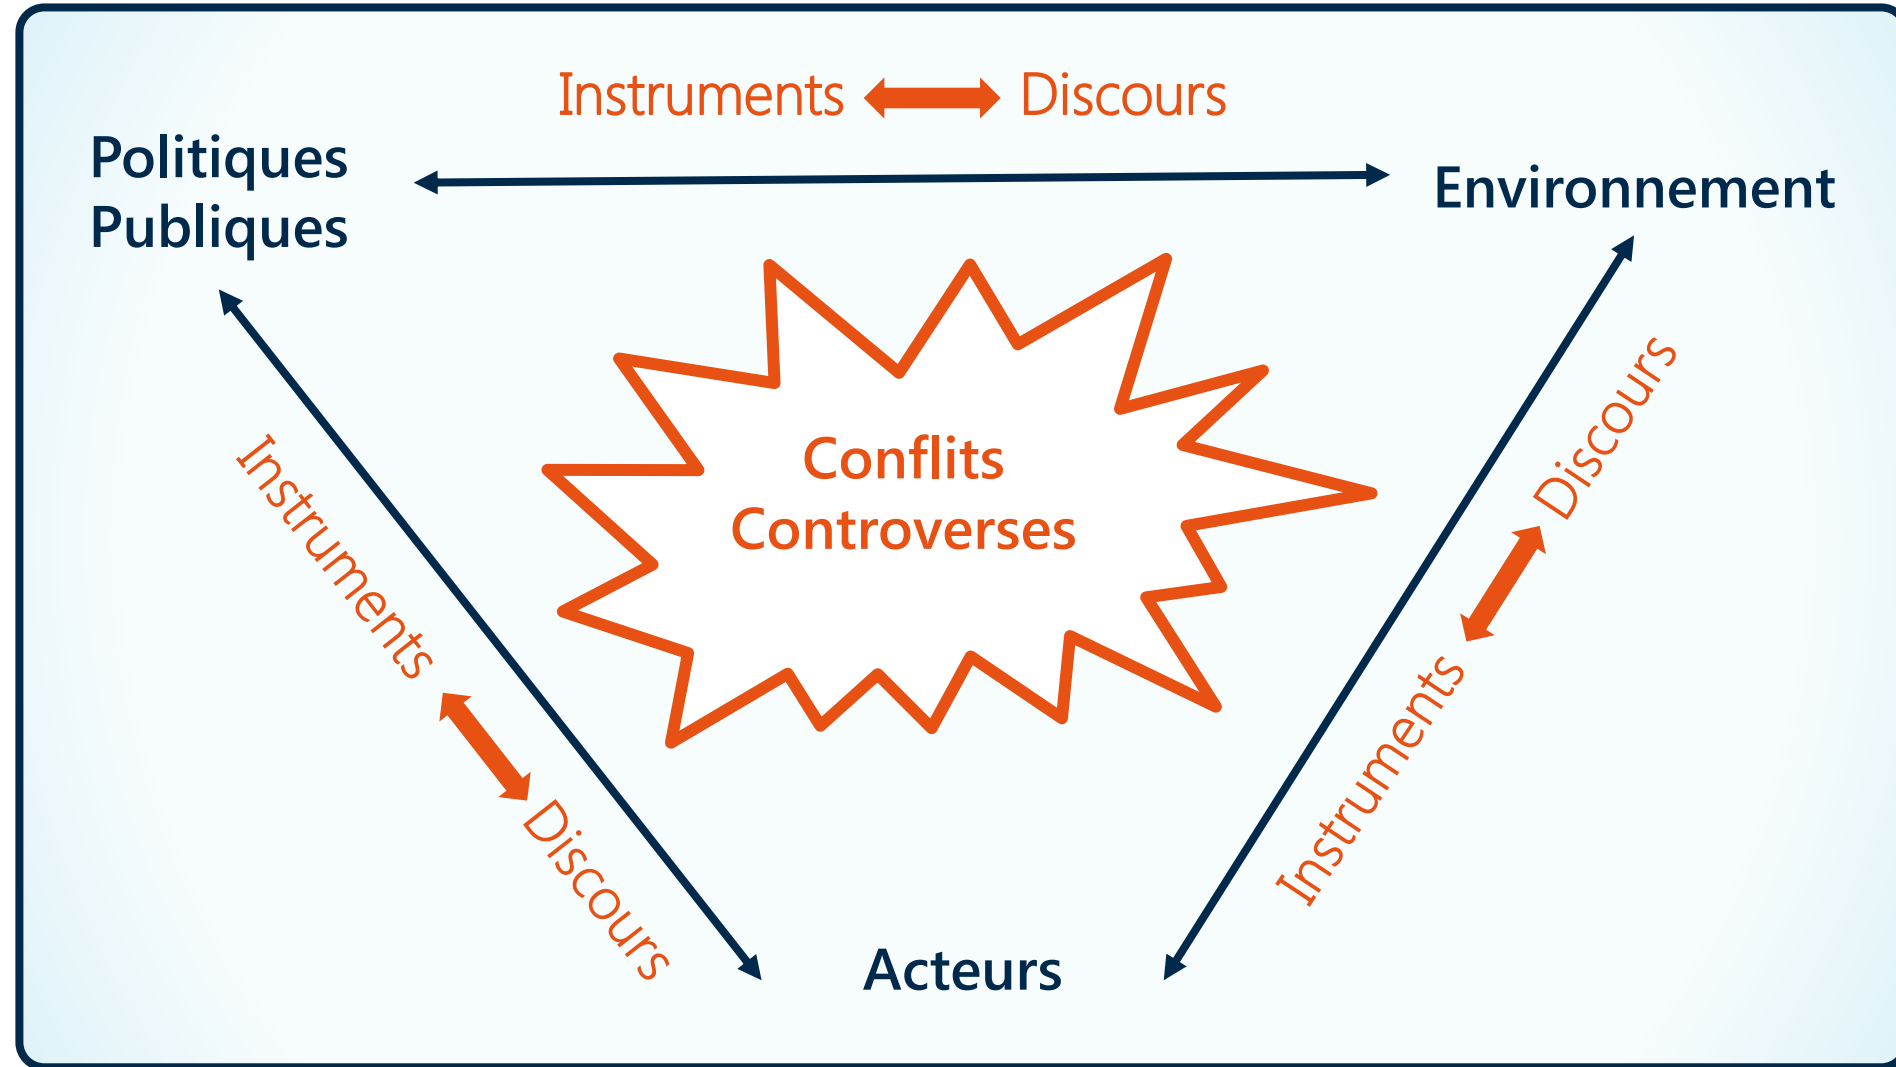 Instruments Discours
Politiques
Publiques
Environnement
Conflits
Controverses
Instruments Discours
Instruments Discours
Acteurs